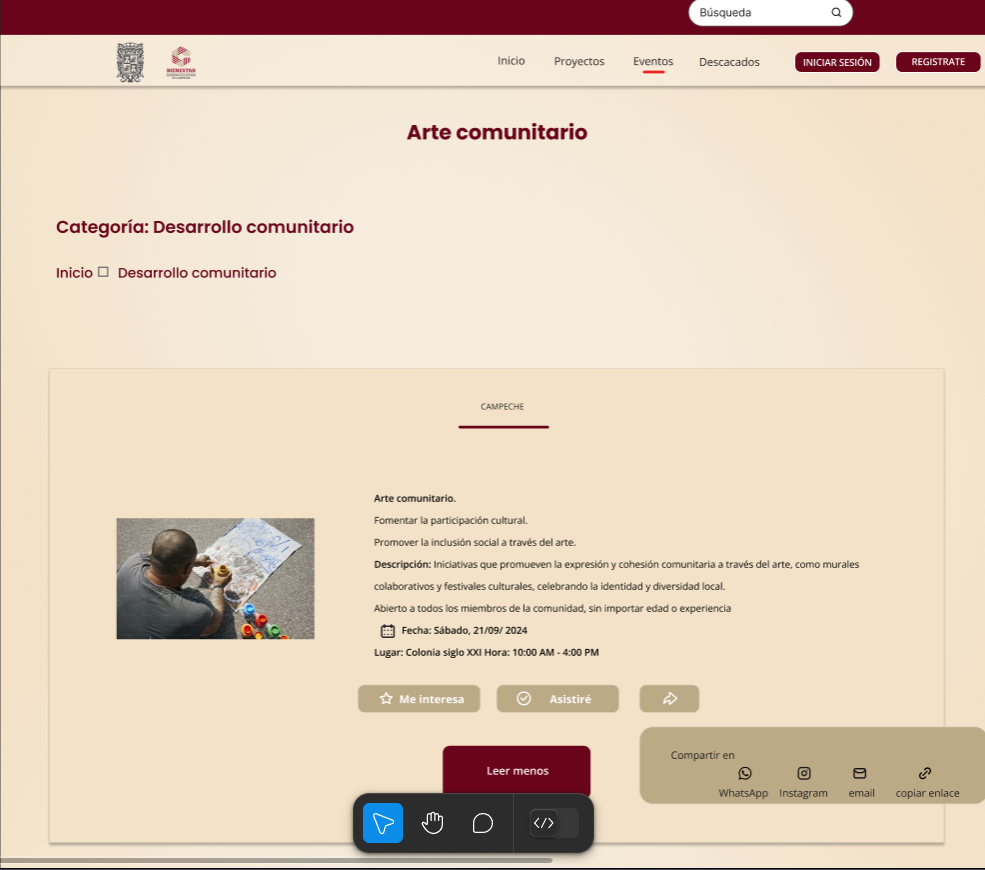 Búsqueda
BIENESTAR
Inicio Proyectos Eventos Descacados INICIAR SESIÓN REGISTRATE
Arte comunitario
Categoría: Desarrollo comunitario
Inicio Desarrollo comunitario
CAMPECHE
Arte comunitario.
Fomentar la participación cultural.
Promover la inclusión social a través del arte.
Descripción: Iniciativas que promueven la expresión y cohesión comunitaria a través del arte, como murales
colaborativos y festivales culturales, celebrando la identidad y diversidad local.
Abierto a todos los miembros de la comunidad, sin importar edad o experiencia
Fecha: Sábado, 21/09/ 2024
Lugar: Colonia siglo XXI Hora: 10:00 AM - 4:00 PM
Me interesa Asistiré
Leer menos
Compartir en
WhatsApp Instagram email copiar enlace